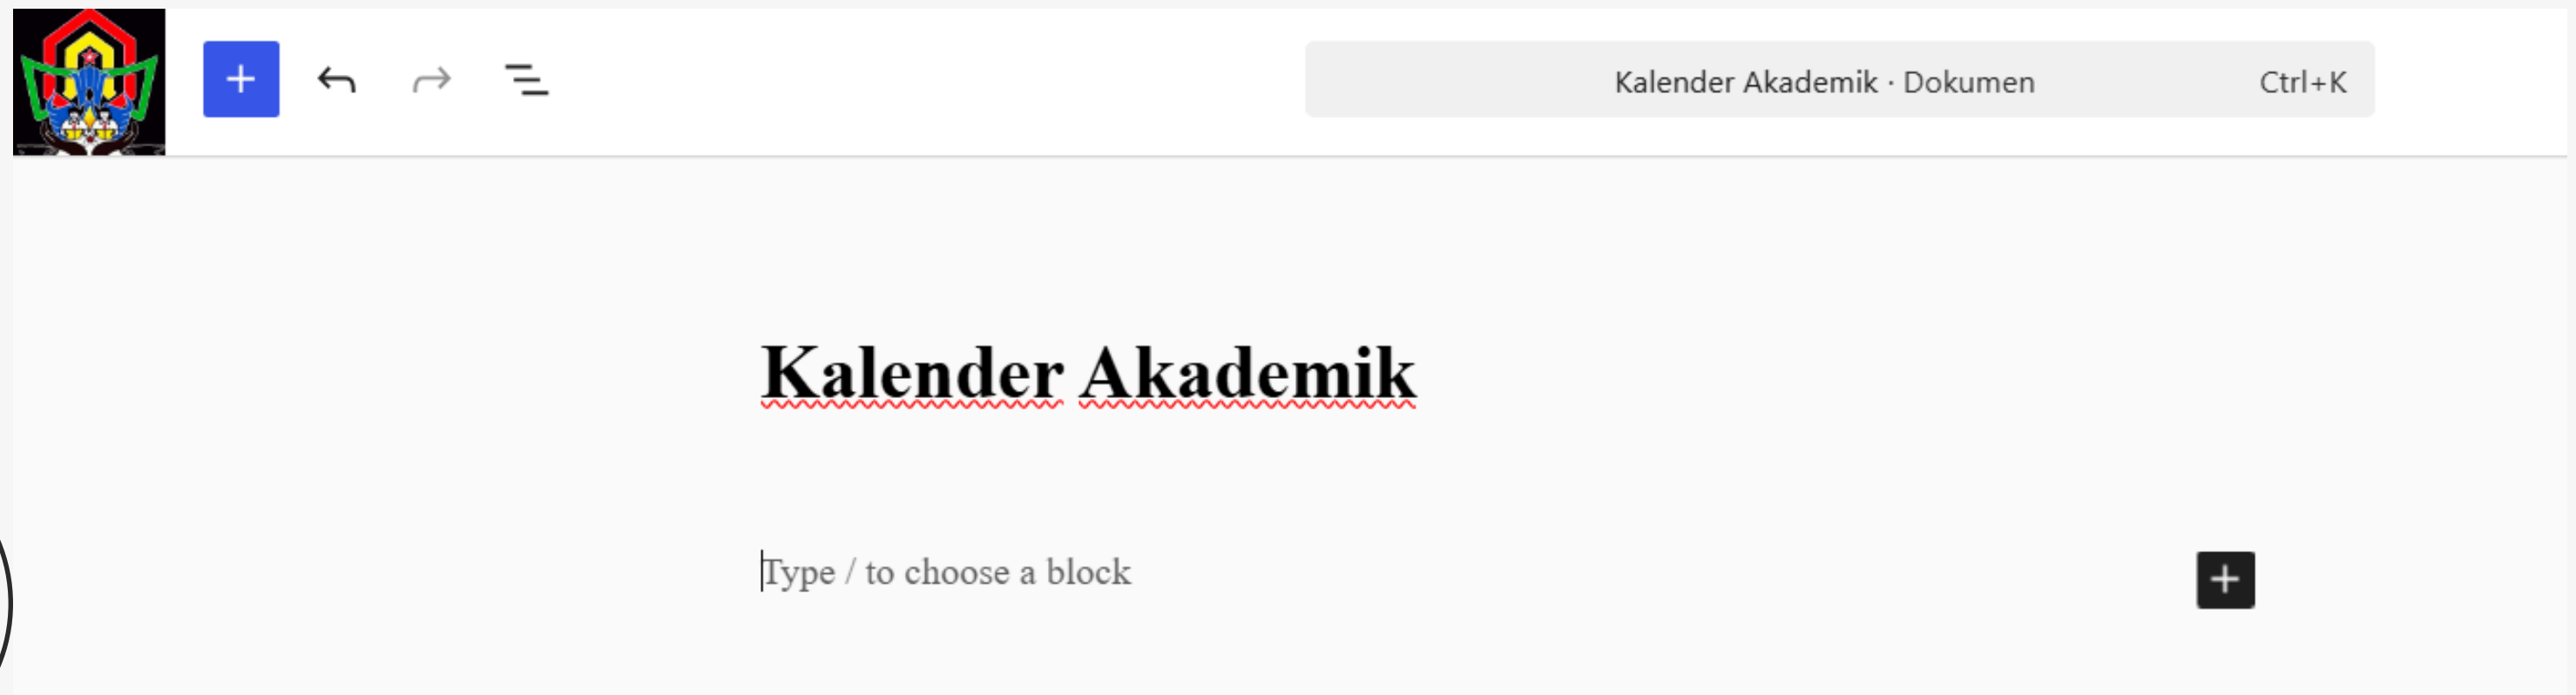 Kalender Akademik · Dokumen Ctrl+K
Kalender Akademik
Type / to choose a block